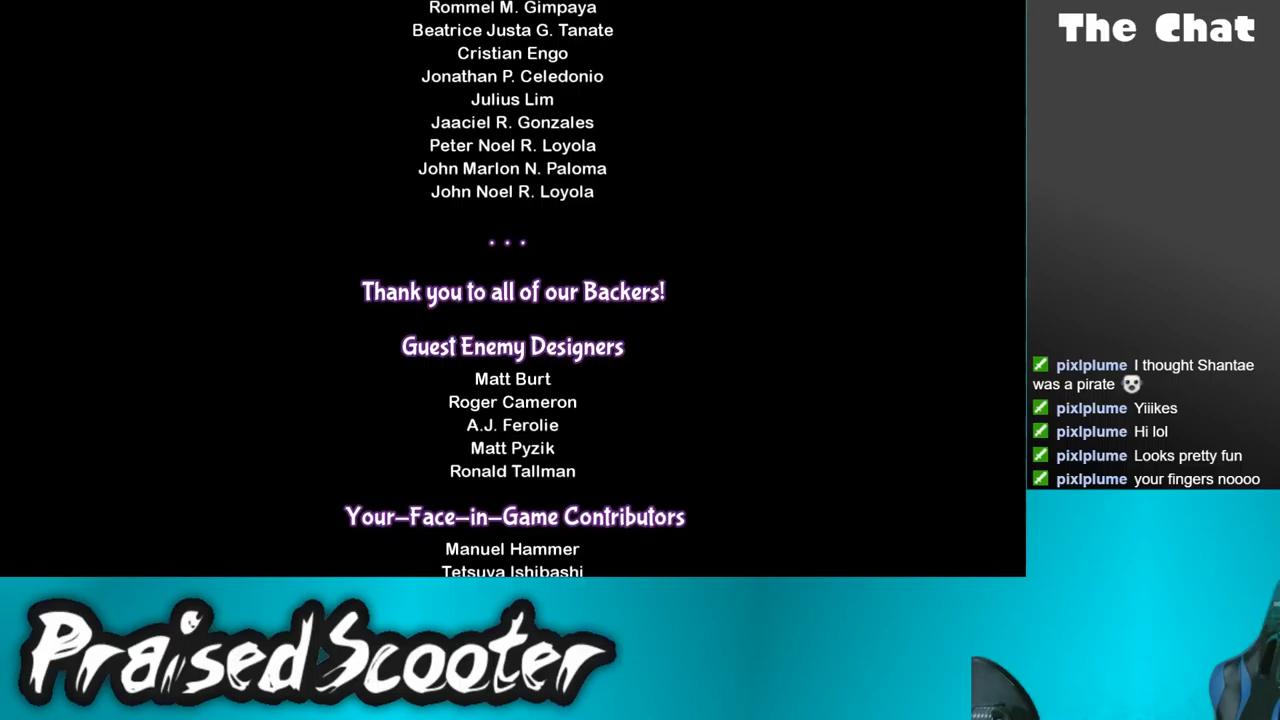 Rommel M. Gimpaya
Beatrice Justa G. Tanate
Cristian Engo
Jonathan P. Celedonio
Julius Lim
Jaaciel R. Gonzales
Peter Noel R. Loyola
John Marlon N. Paloma
John Noel R. Loyola
. . .
Thank you to all of our Backers!
Guest Enemy Designers
Matt Burt
Roger Cameron
A.J. Ferolie
Matt Pyzik
Ronald Tallman
Your-Face-in-Game Contributors
Manuel Hammer
Tetsuya Ishibashi
The Chat
pixlplume I thought Shantae
was a pirate
pixlplume Yiiikes
pixlplume Hi lol
pixlplume Looks pretty fun
pixlplume your fingers noooo
PraisedScooter